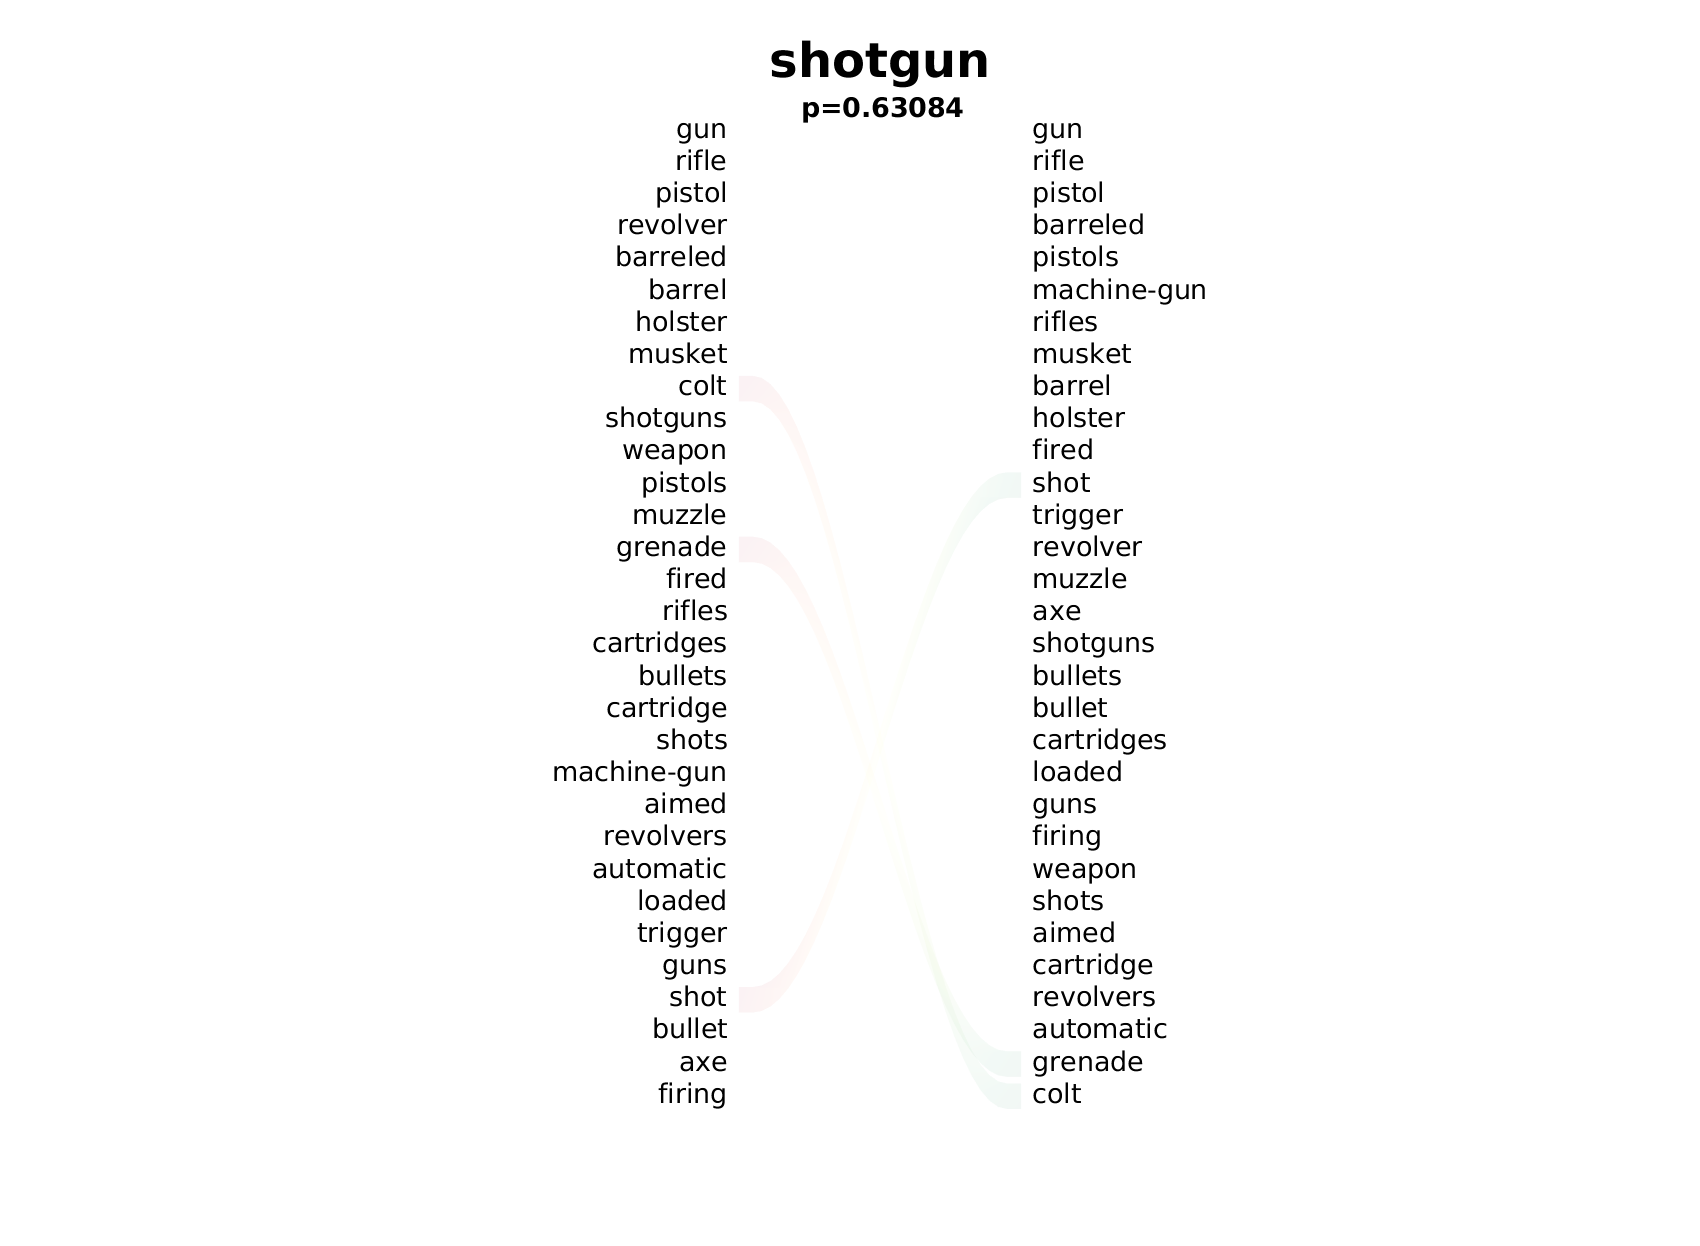 shotgun
p=0.63084
gun gun
rifle rifle
pistol pistol
revolver barreled
barreled pistols
barrel machine-gun
holster rifles
musket musket
colt barrel
shotguns holster
weapon fired
pistols shot
muzzle trigger
grenade revolver
fired muzzle
rifles axe
cartridges shotguns
bullets bullets
cartridge bullet
shots cartridges
machine-gun loaded
aimed guns
revolvers firing
automatic weapon
loaded shots
trigger aimed
guns cartridge
shot revolvers
bullet automatic
axe grenade
firing colt